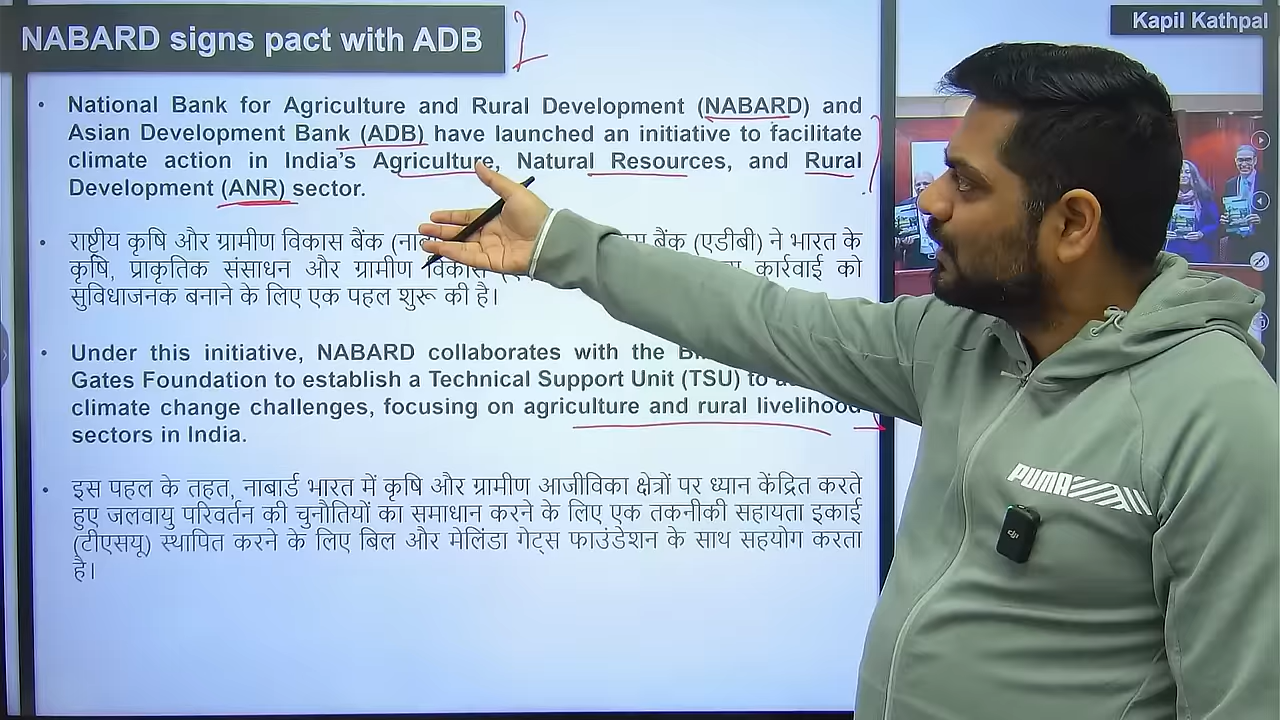 NABARD signs pact with ADB
Kapil Kathpal
• National Bank for Agriculture and Rural Development (NABARD) and
Asian Development Bank (ADB) have launched an initiative to facilitate
climate action in India's Agriculture, Natural Resources, and Rural
Development (ANR) sector.
• राष्ट्रीय कृषि और ग्रामीण विकास बैंक बैंक (एडीबी) ने भारत के
कृषि, प्राकृतिक संसाधन और ग्रामीण विकास कार्रवाई को
सुविधाजनक बनाने के लिए एक पहल शुरू की है।
• Under this initiative, NABARD collaborates with the
Gates Foundation to establish a Technical Support Unit (TSU) to
climate change challenges, focusing on agriculture and rural livelihood
sectors in India.
• इस पहल के तहत, नाबार्ड भारत में कृषि और ग्रामीण आजीविका क्षेत्रों पर ध्यान केंद्रित करते
हुए जलवायु परिवर्तन की चुनौतियों का समाधान करने के लिए एक तकनीकी सहायता इकाई
(टीएसयू) स्थापित करने के लिए बिल और मेलिंडा गेट्स फाउंडेशन के साथ सहयोग करता
है।
PUMA
dji